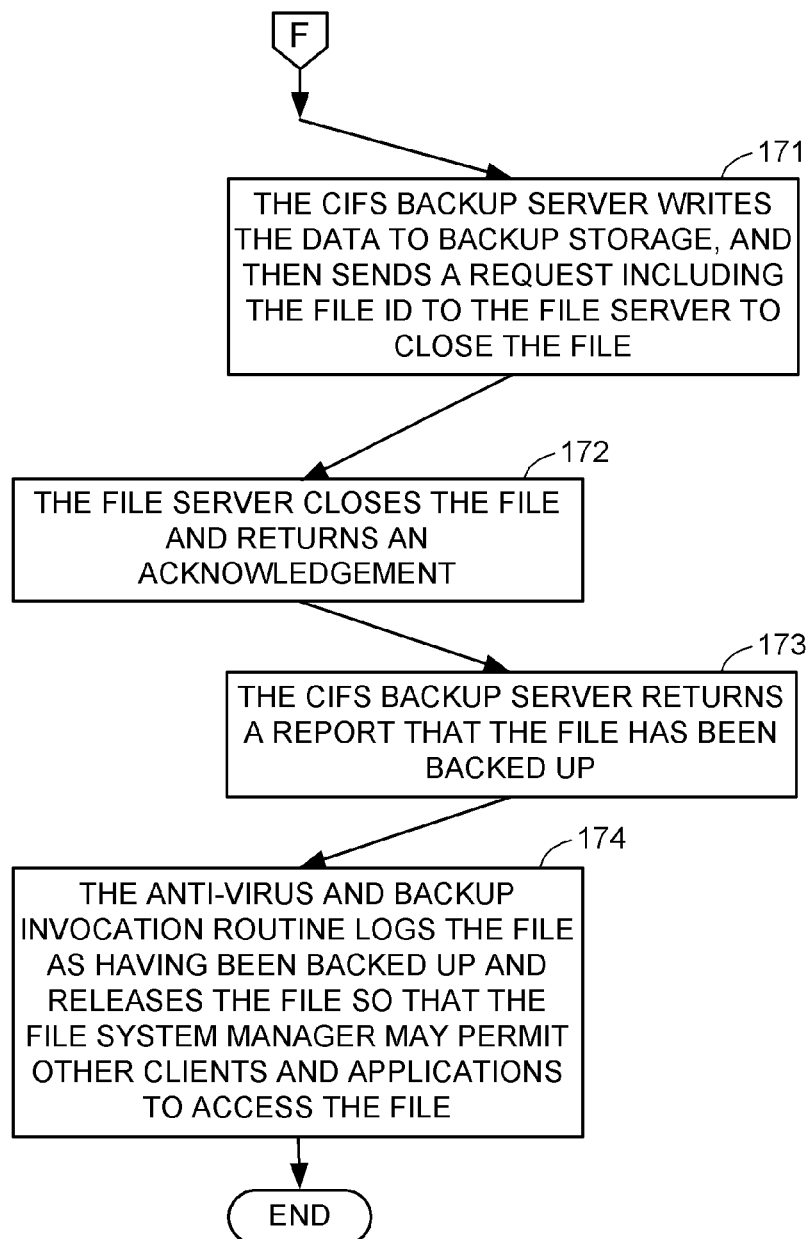 F
171
THE CIFS BACKUP SERVER WRITES
THE DATA TO BACKUP STORAGE, AND
THEN SENDS A REQUEST INCLUDING
THE FILE ID TO THE FILE SERVER TO
CLOSE THE FILE
172
THE FILE SERVER CLOSES THE FILE
AND RETURNS AN
ACKNOWLEDGEMENT
173
THE CIFS BACKUP SERVER RETURNS
A REPORT THAT THE FILE HAS BEEN
BACKED UP
174
THE ANTI-VIRUS AND BACKUP
INVOCATION ROUTINE LOGS THE FILE
AS HAVING BEEN BACKED UP AND
RELEASES THE FILE SO THAT THE
FILE SYSTEM MANAGER MAY PERMIT
OTHER CLIENTS AND APPLICATIONS
TO ACCESS THE FILE
END